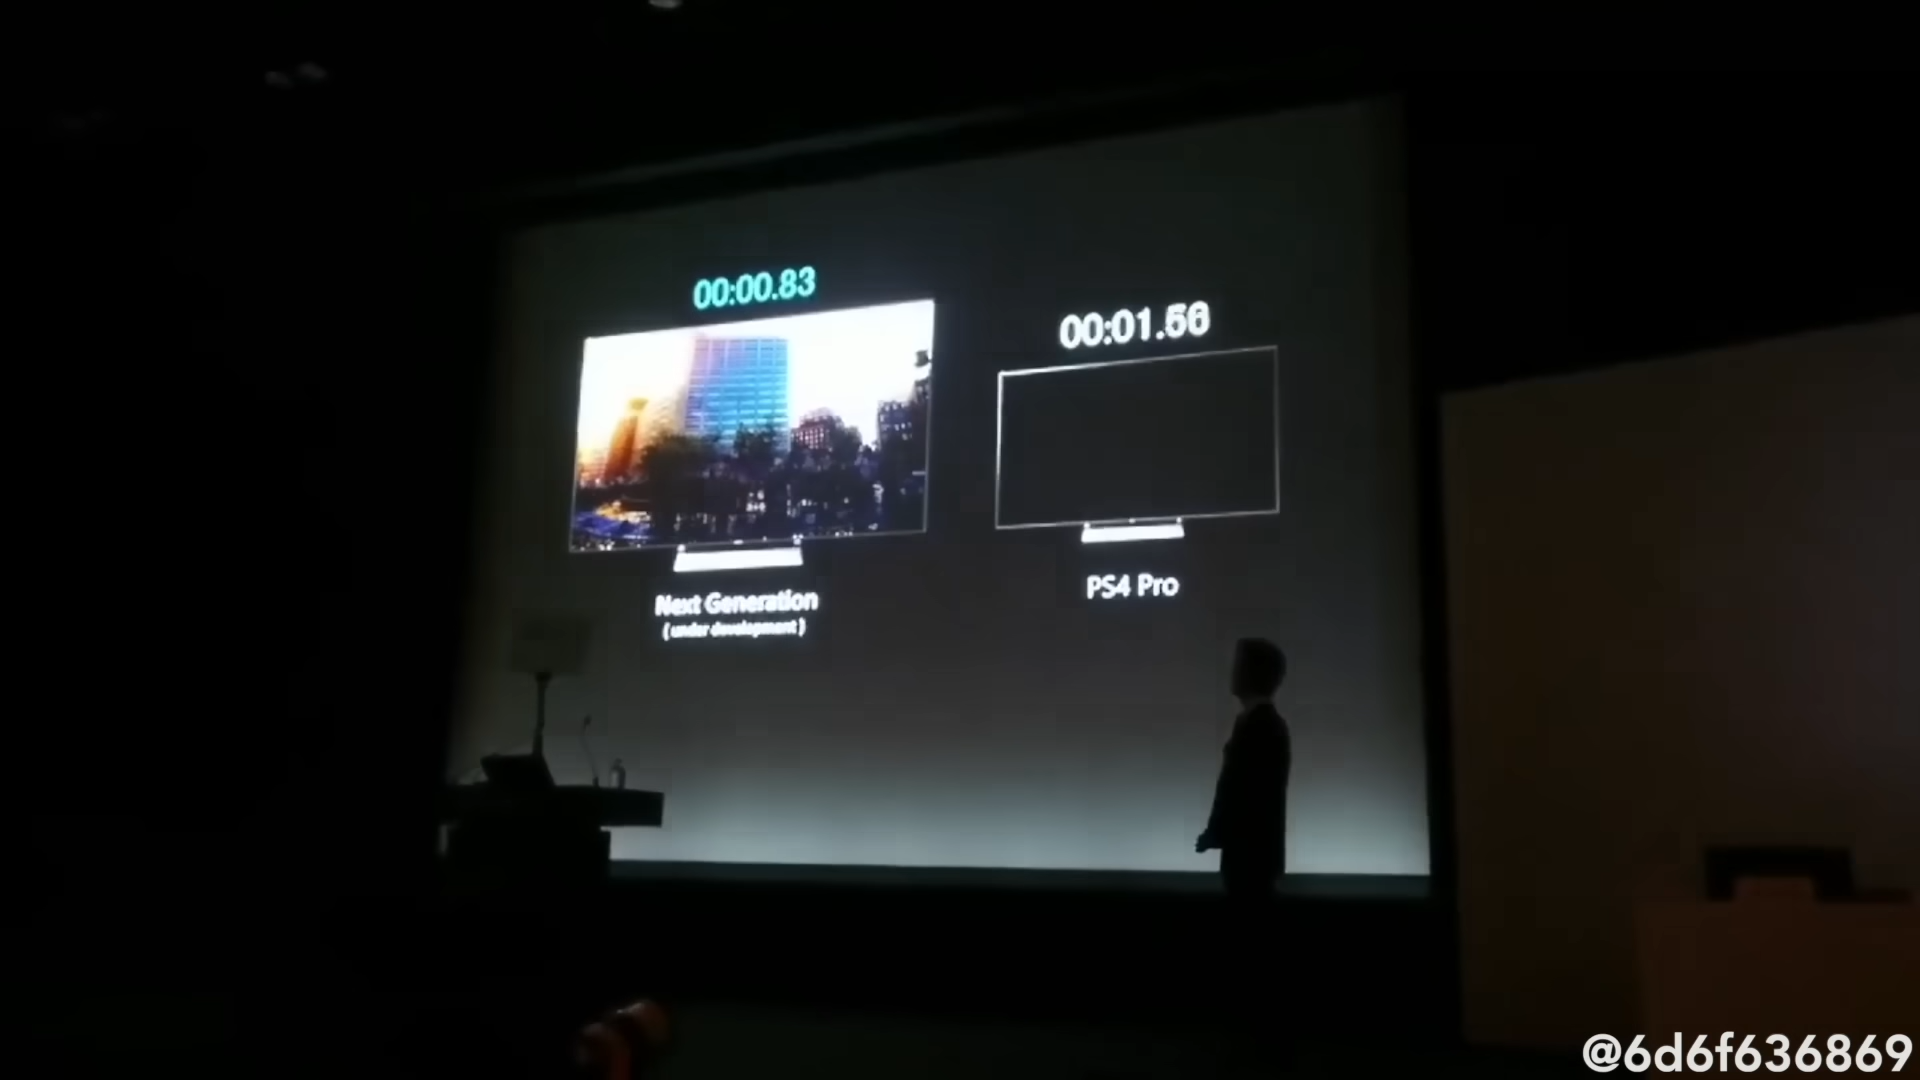 00:00.83
00:01.56
Next Generation
( under development )
PS4 Pro
@6d6f636869